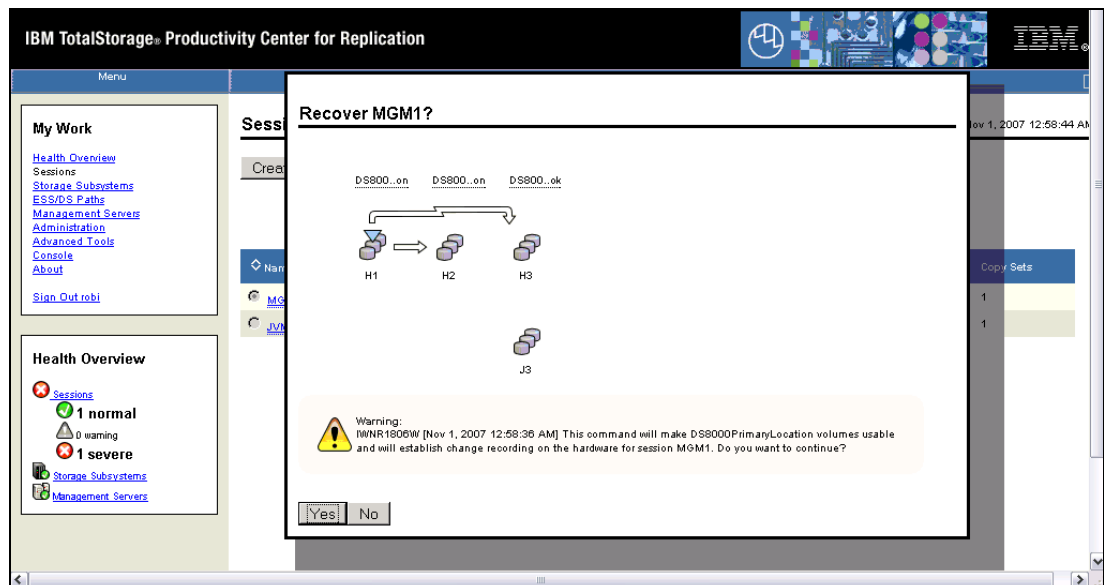 IBM TotalStorage® Productivity Center for Replication
IBM®
Menu
My Work
Health Overview
Sessions
Storage Subsystems
ESS/DS Paths
Management Servers
Administration
Advanced Tools
Console
About
Sign Out robi
Health Overview
Sessions
1 normal
0 warning
1 severe
Storage Subsystems
Management Servers
Sessi
Nov 1, 2007 12:58:44 AM
Crea
Nam
Copy Sets
MG
1
JVM
1
Recover MGM1?
DS800..on DS800..on DS800..ok
H1 H2 H3
J3
Warning:
IWNR1806W [Nov 1, 2007 12:58:36 AM] This command will make DS8000PrimaryLocation volumes usable
and will establish change recording on the hardware for session MGM1. Do you want to continue?
Yes No